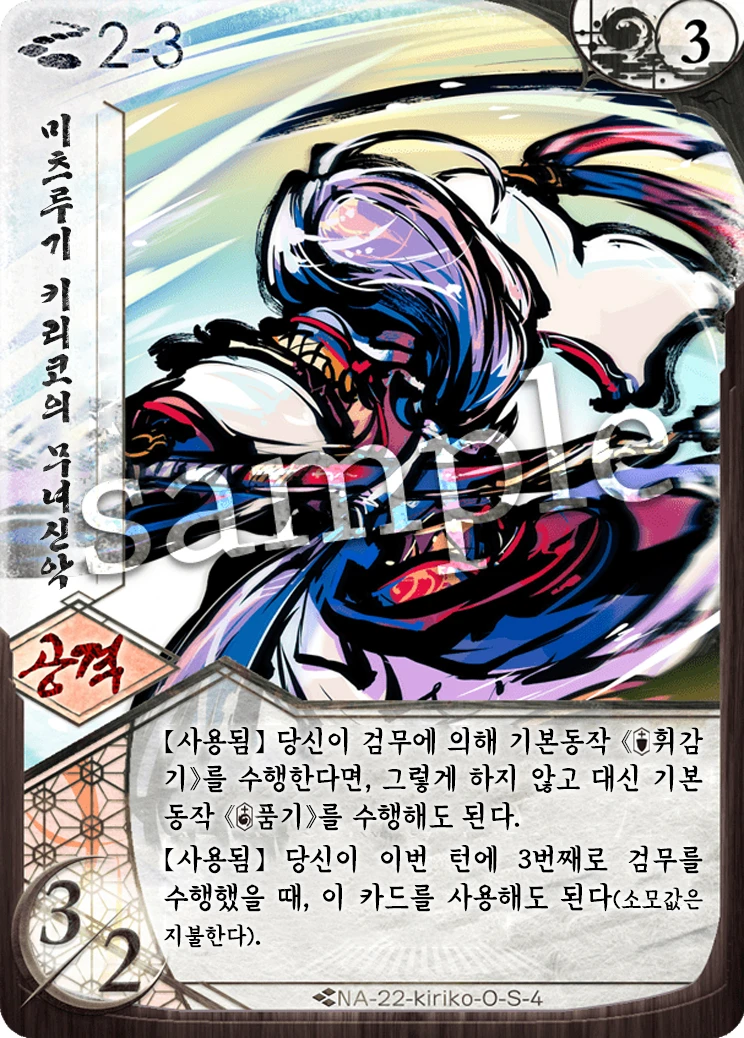 2-3
3
미츠루기 키리코의 무녀신악
sample
공격
【사용됨】 당신이 검무에 의해 기본동작 《휘감
기》를 수행한다면, 그렇게 하지 않고 대신 기본
동작 《품기》를 수행해도 된다.
【사용됨】 당신이 이번 턴에 3번째로 검무를
수행했을 때, 이 카드를 사용해도 된다(소모값은
지불한다).
3/2
NA-22-kiriko-O-S-4